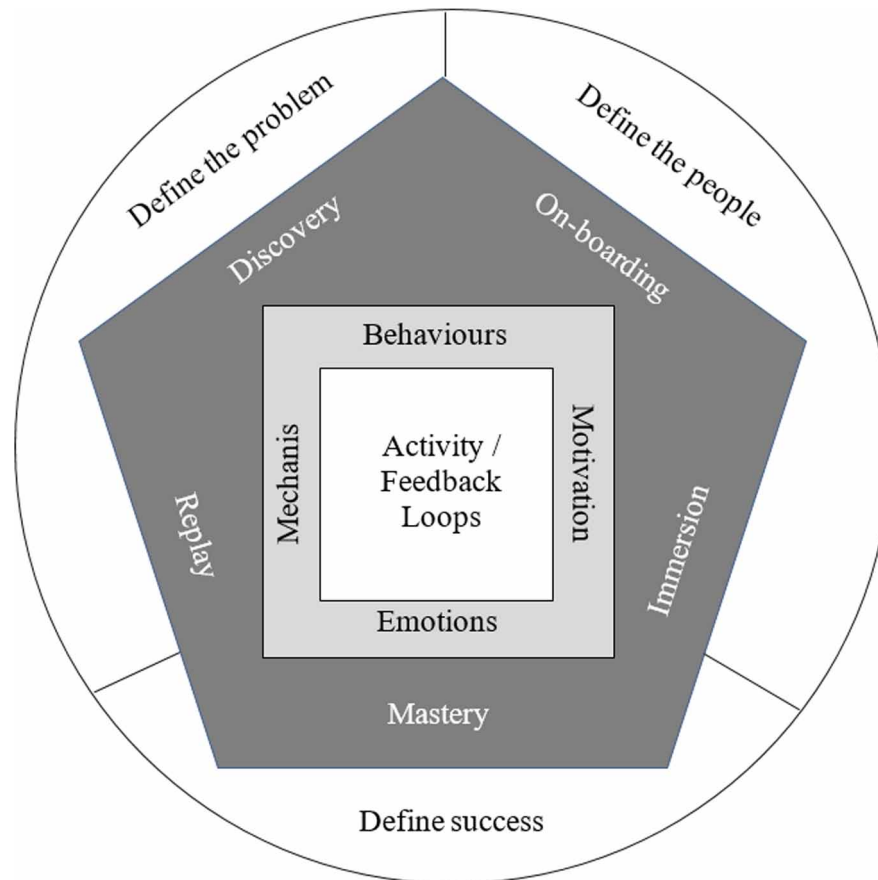 Define the problem
Define the people
Discovery
On-boarding
Behaviours
Mechanis
Activity /
Feedback
Loops
Motivation
Replay
Immersion
Emotions
Mastery
Define success